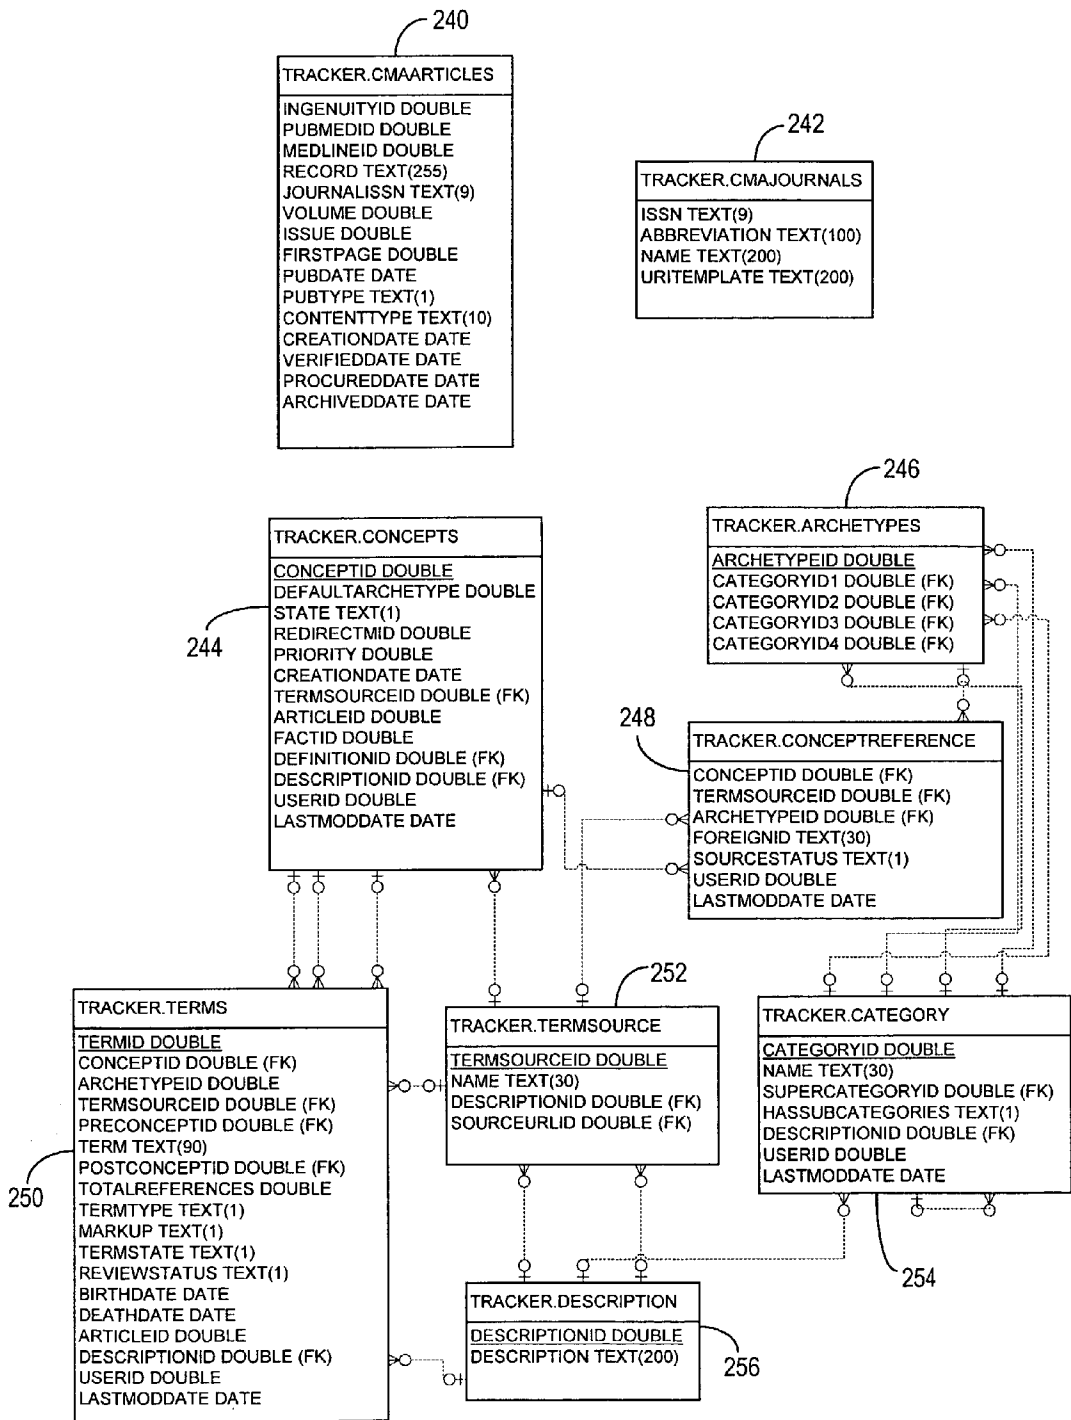 240
TRACKER.CMAARTICLES
INGENUITYID DOUBLE
PUBMEDID DOUBLE
MEDLINEID DOUBLE
RECORD TEXT(255)
JOURNALISSN TEXT(9)
VOLUME DOUBLE
ISSUE DOUBLE
FIRSTPAGE DOUBLE
PUBDATE DATE
PUBTYPE TEXT(1)
CONTENTTYPE TEXT(10)
CREATIONDATE DATE
VERIFIEDDATE DATE
PROCUREDDATE DATE
ARCHIVEDDATE DATE
242
TRACKER.CMAJOURNALS
ISSN TEXT(9)
ABBREVIATION TEXT(100)
NAME TEXT(200)
URITEMPLATE TEXT(200)
244
TRACKER.CONCEPTS
CONCEPTID DOUBLE
DEFAULTARCHETYPE DOUBLE
STATE TEXT(1)
REDIRECTMID DOUBLE
PRIORITY DOUBLE
CREATIONDATE DATE
TERMSOURCEID DOUBLE (FK)
ARTICLEID DOUBLE
FACTID DOUBLE
DEFINITIONID DOUBLE (FK)
DESCRIPTIONID DOUBLE (FK)
USERID DOUBLE
LASTMODDATE DATE
246
TRACKER.ARCHETYPES
ARCHETYPEID DOUBLE
CATEGORYID1 DOUBLE (FK)
CATEGORYID2 DOUBLE (FK)
CATEGORYID3 DOUBLE (FK)
CATEGORYID4 DOUBLE (FK)
248
TRACKER.CONCEPTREFERENCE
CONCEPTID DOUBLE (FK)
TERMSOURCEID DOUBLE (FK)
ARCHETYPEID DOUBLE (FK)
FOREIGNID TEXT(30)
SOURCESTATUS TEXT(1)
USERID DOUBLE
LASTMODDATE DATE
250
TRACKER.TERMS
TERMID DOUBLE
CONCEPTID DOUBLE (FK)
ARCHETYPEID DOUBLE
TERMSOURCEID DOUBLE (FK)
PRECONCEPTID DOUBLE (FK)
TERM TEXT(90)
POSTCONCEPTID DOUBLE (FK)
TOTALREFERENCES DOUBLE
TERMTYPE TEXT(1)
MARKUP TEXT(1)
TERMSTATE TEXT(1)
REVIEWSTATUS TEXT(1)
BIRTHDATE DATE
DEATHDATE DATE
ARTICLEID DOUBLE
DESCRIPTIONID DOUBLE (FK)
USERID DOUBLE
LASTMODDATE DATE
252
TRACKER.TERMSOURCE
TERMSOURCEID DOUBLE
NAME TEXT(30)
DESCRIPTIONID DOUBLE (FK)
SOURCEURLID DOUBLE (FK)
TRACKER.CATEGORY
CATEGORYID DOUBLE
NAME TEXT(30)
SUPERCATEGORYID DOUBLE (FK)
HASSUBCATEGORIES TEXT(1)
DESCRIPTIONID DOUBLE (FK)
USERID DOUBLE
LASTMODDATE DATE
254
TRACKER.DESCRIPTION
DESCRIPTIONID DOUBLE
DESCRIPTION TEXT(200)
256